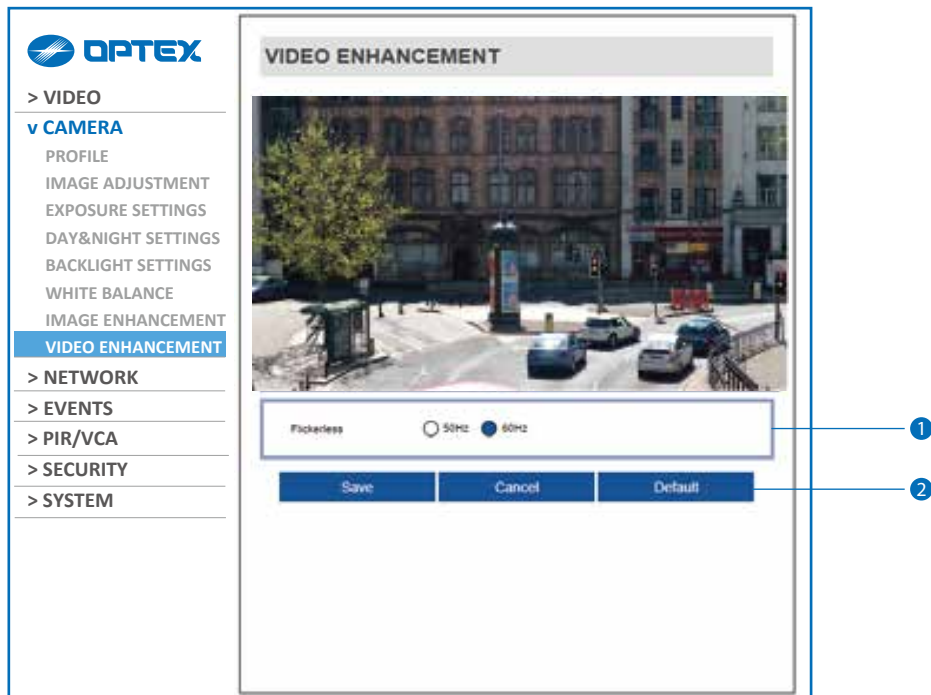 OPTEX
VIDEO ENHANCEMENT
> VIDEO
v CAMERA
PROFILE
IMAGE ADJUSTMENT
EXPOSURE SETTINGS
DAY&NIGHT SETTINGS
BACKLIGHT SETTINGS
WHITE BALANCE
IMAGE ENHANCEMENT
VIDEO ENHANCEMENT
> NETWORK
> EVENTS
> PIR/VCA
> SECURITY
> SYSTEM
Flickerless 50Hz 60Hz 1
Save Cancel Default 2